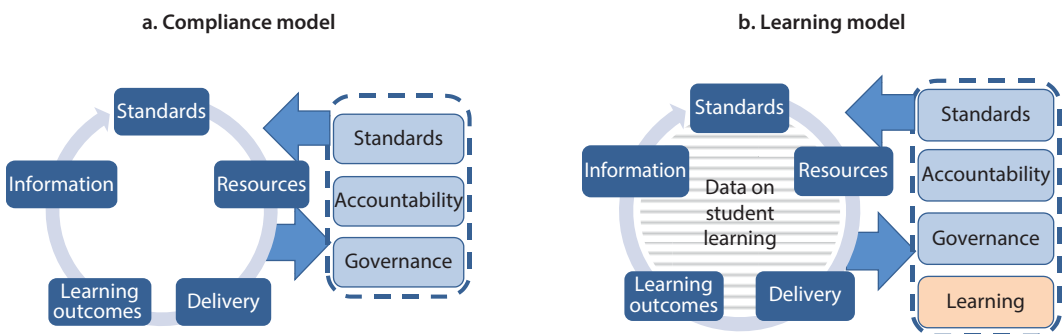 a. Compliance model
Standards
Information
Resources
Learning
outcomes
Delivery
Standards
Accountability
Governance
b. Learning model
Standards
Information
Resources
Data on
student
learning
Learning
outcomes
Delivery
Standards
Accountability
Governance
Learning